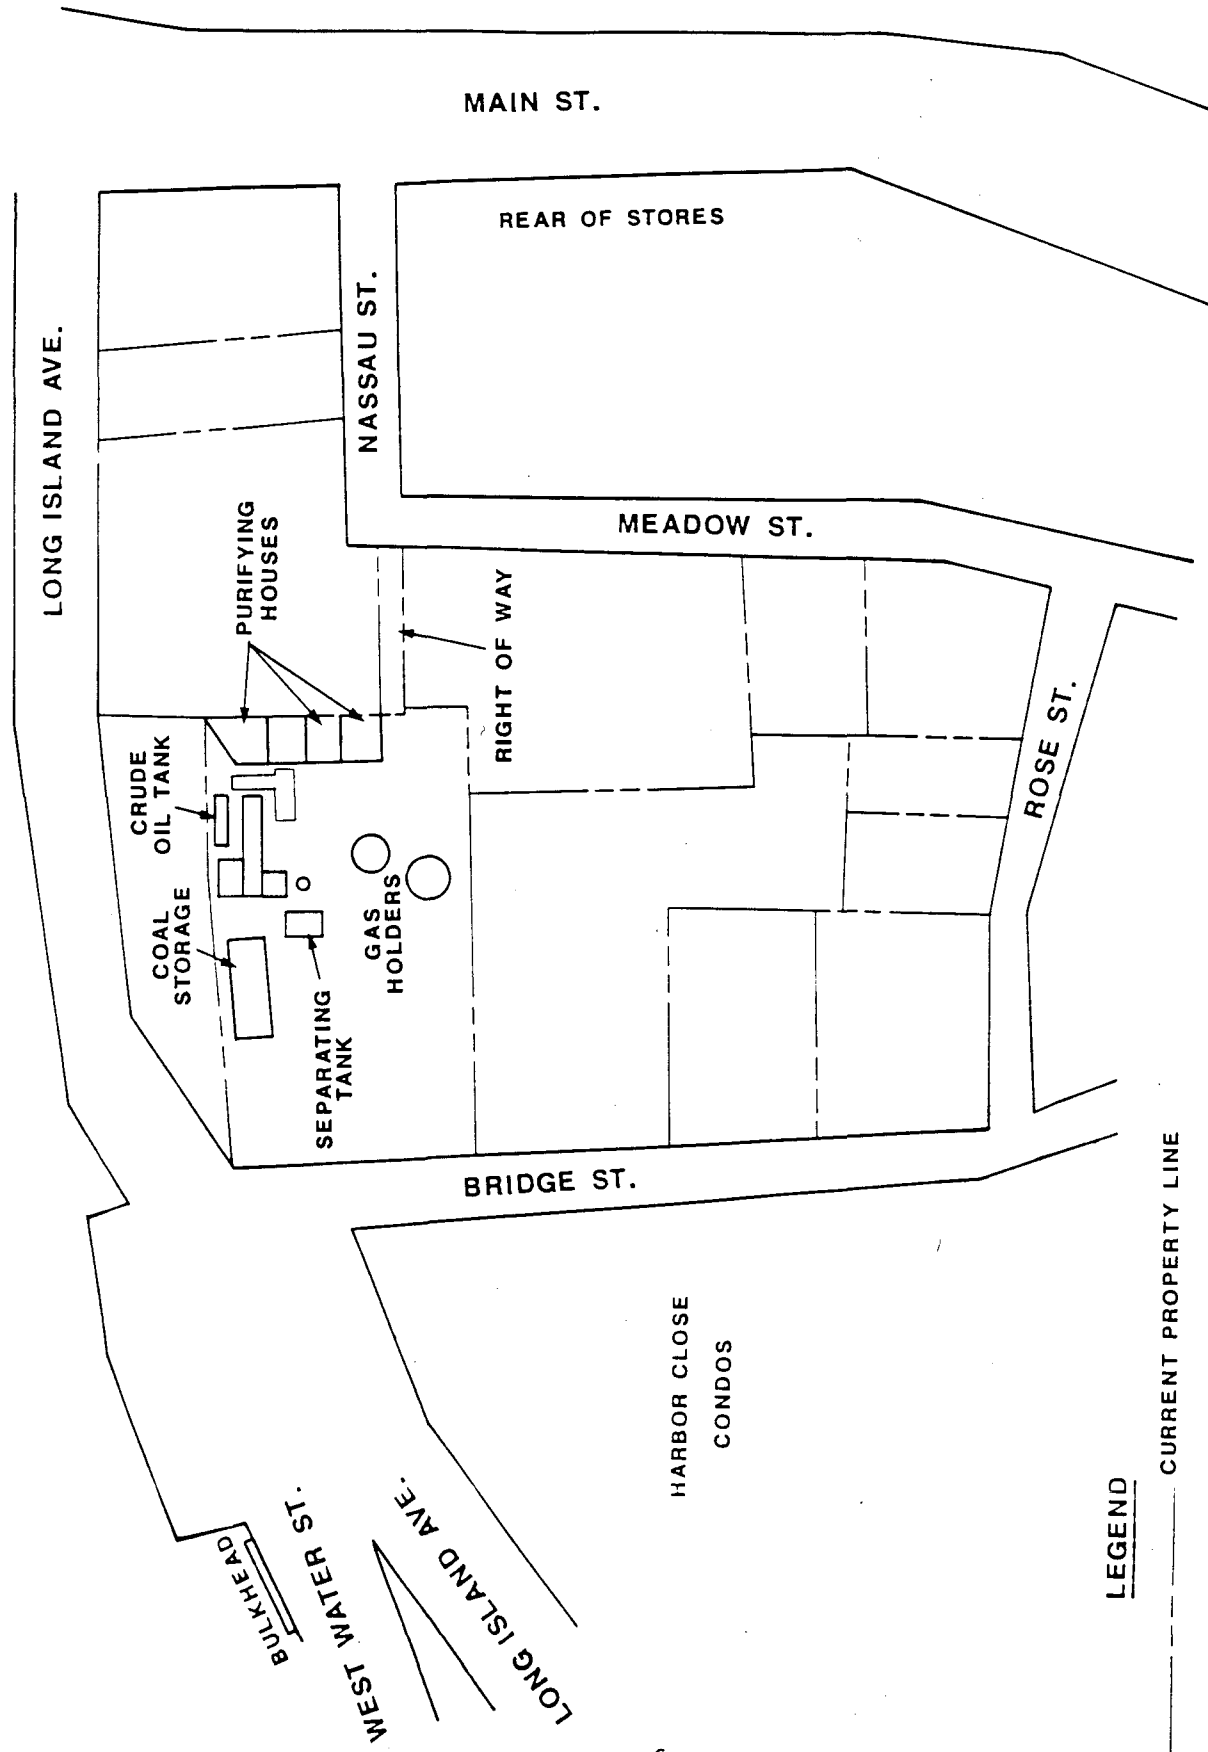 MAIN ST.
REAR OF STORES
LONG ISLAND AVE.
NASSAU ST.
MEADOW ST.
PURIFYING
HOUSES
RIGHT OF WAY
ROSE ST.
CRUDE
OIL TANK
COAL
STORAGE
GAS
HOLDERS
SEPARATING
TANK
BRIDGE ST.
HARBOR CLOSE
CONDOS
BULKHEAD
WEST WATER ST.
LONG ISLAND AVE.
LEGEND
CURRENT PROPERTY LINE